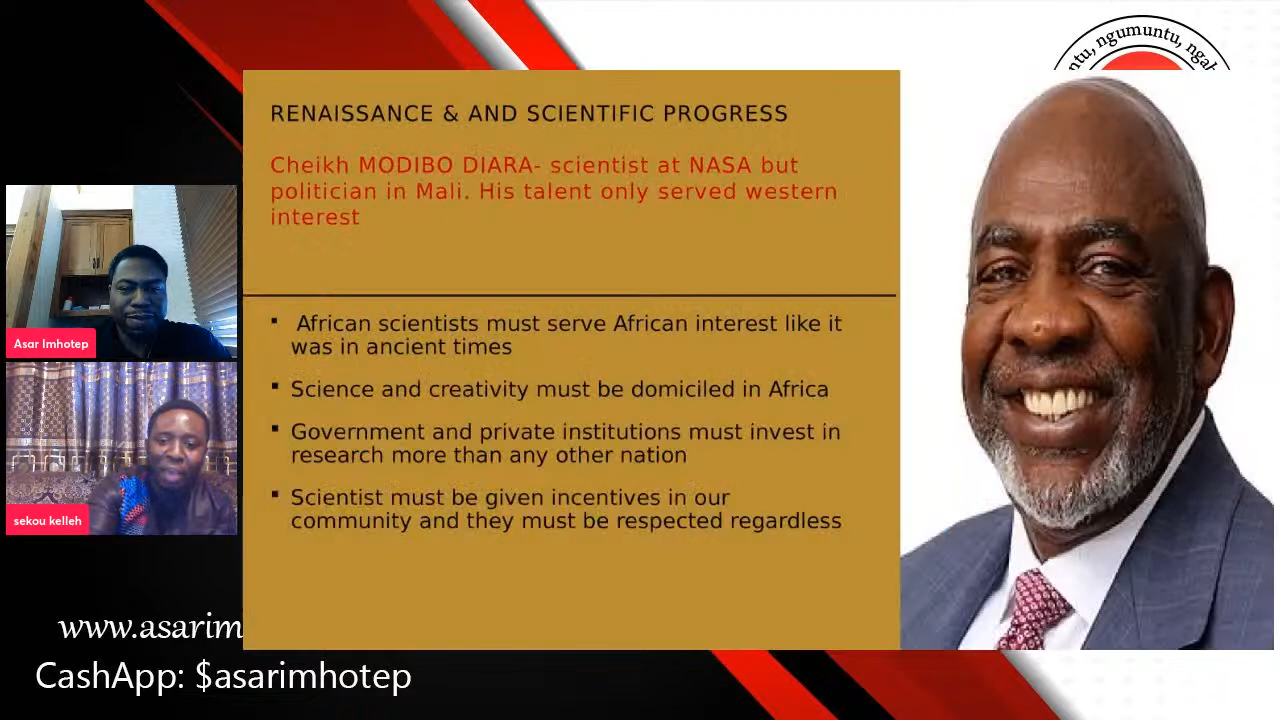 ntu, ngumuntu, ngab
RENAISSANCE & AND SCIENTIFIC PROGRESS
Cheikh MODIBO DIARA- scientist at NASA but
politician in Mali. His talent only served western
interest
▪ African scientists must serve African interest like it
was in ancient times
▪ Science and creativity must be domiciled in Africa
▪ Government and private institutions must invest in
research more than any other nation
▪ Scientist must be given incentives in our
community and they must be respected regardless
Asar Imhotep
sekou kelleh
www.asarim
CashApp: $asarimhotep